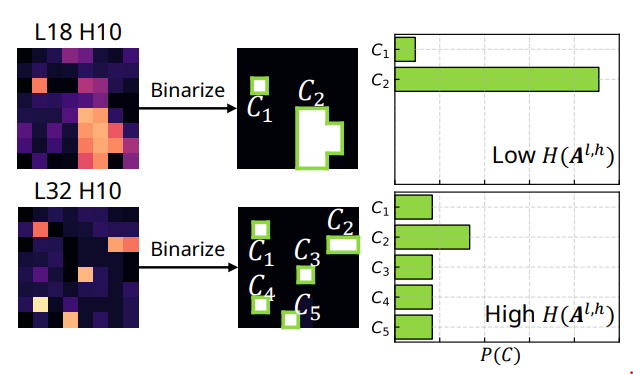 L18 H10
Binarize
C₁
C₂
C₁
C₂
Low H(A^{l,h})
L32 H10
Binarize
C₁
C₂
C₃
C₄
C₅
C₁
C₂
C₃
C₄
C₅
High H(A^{l,h})
P(C)